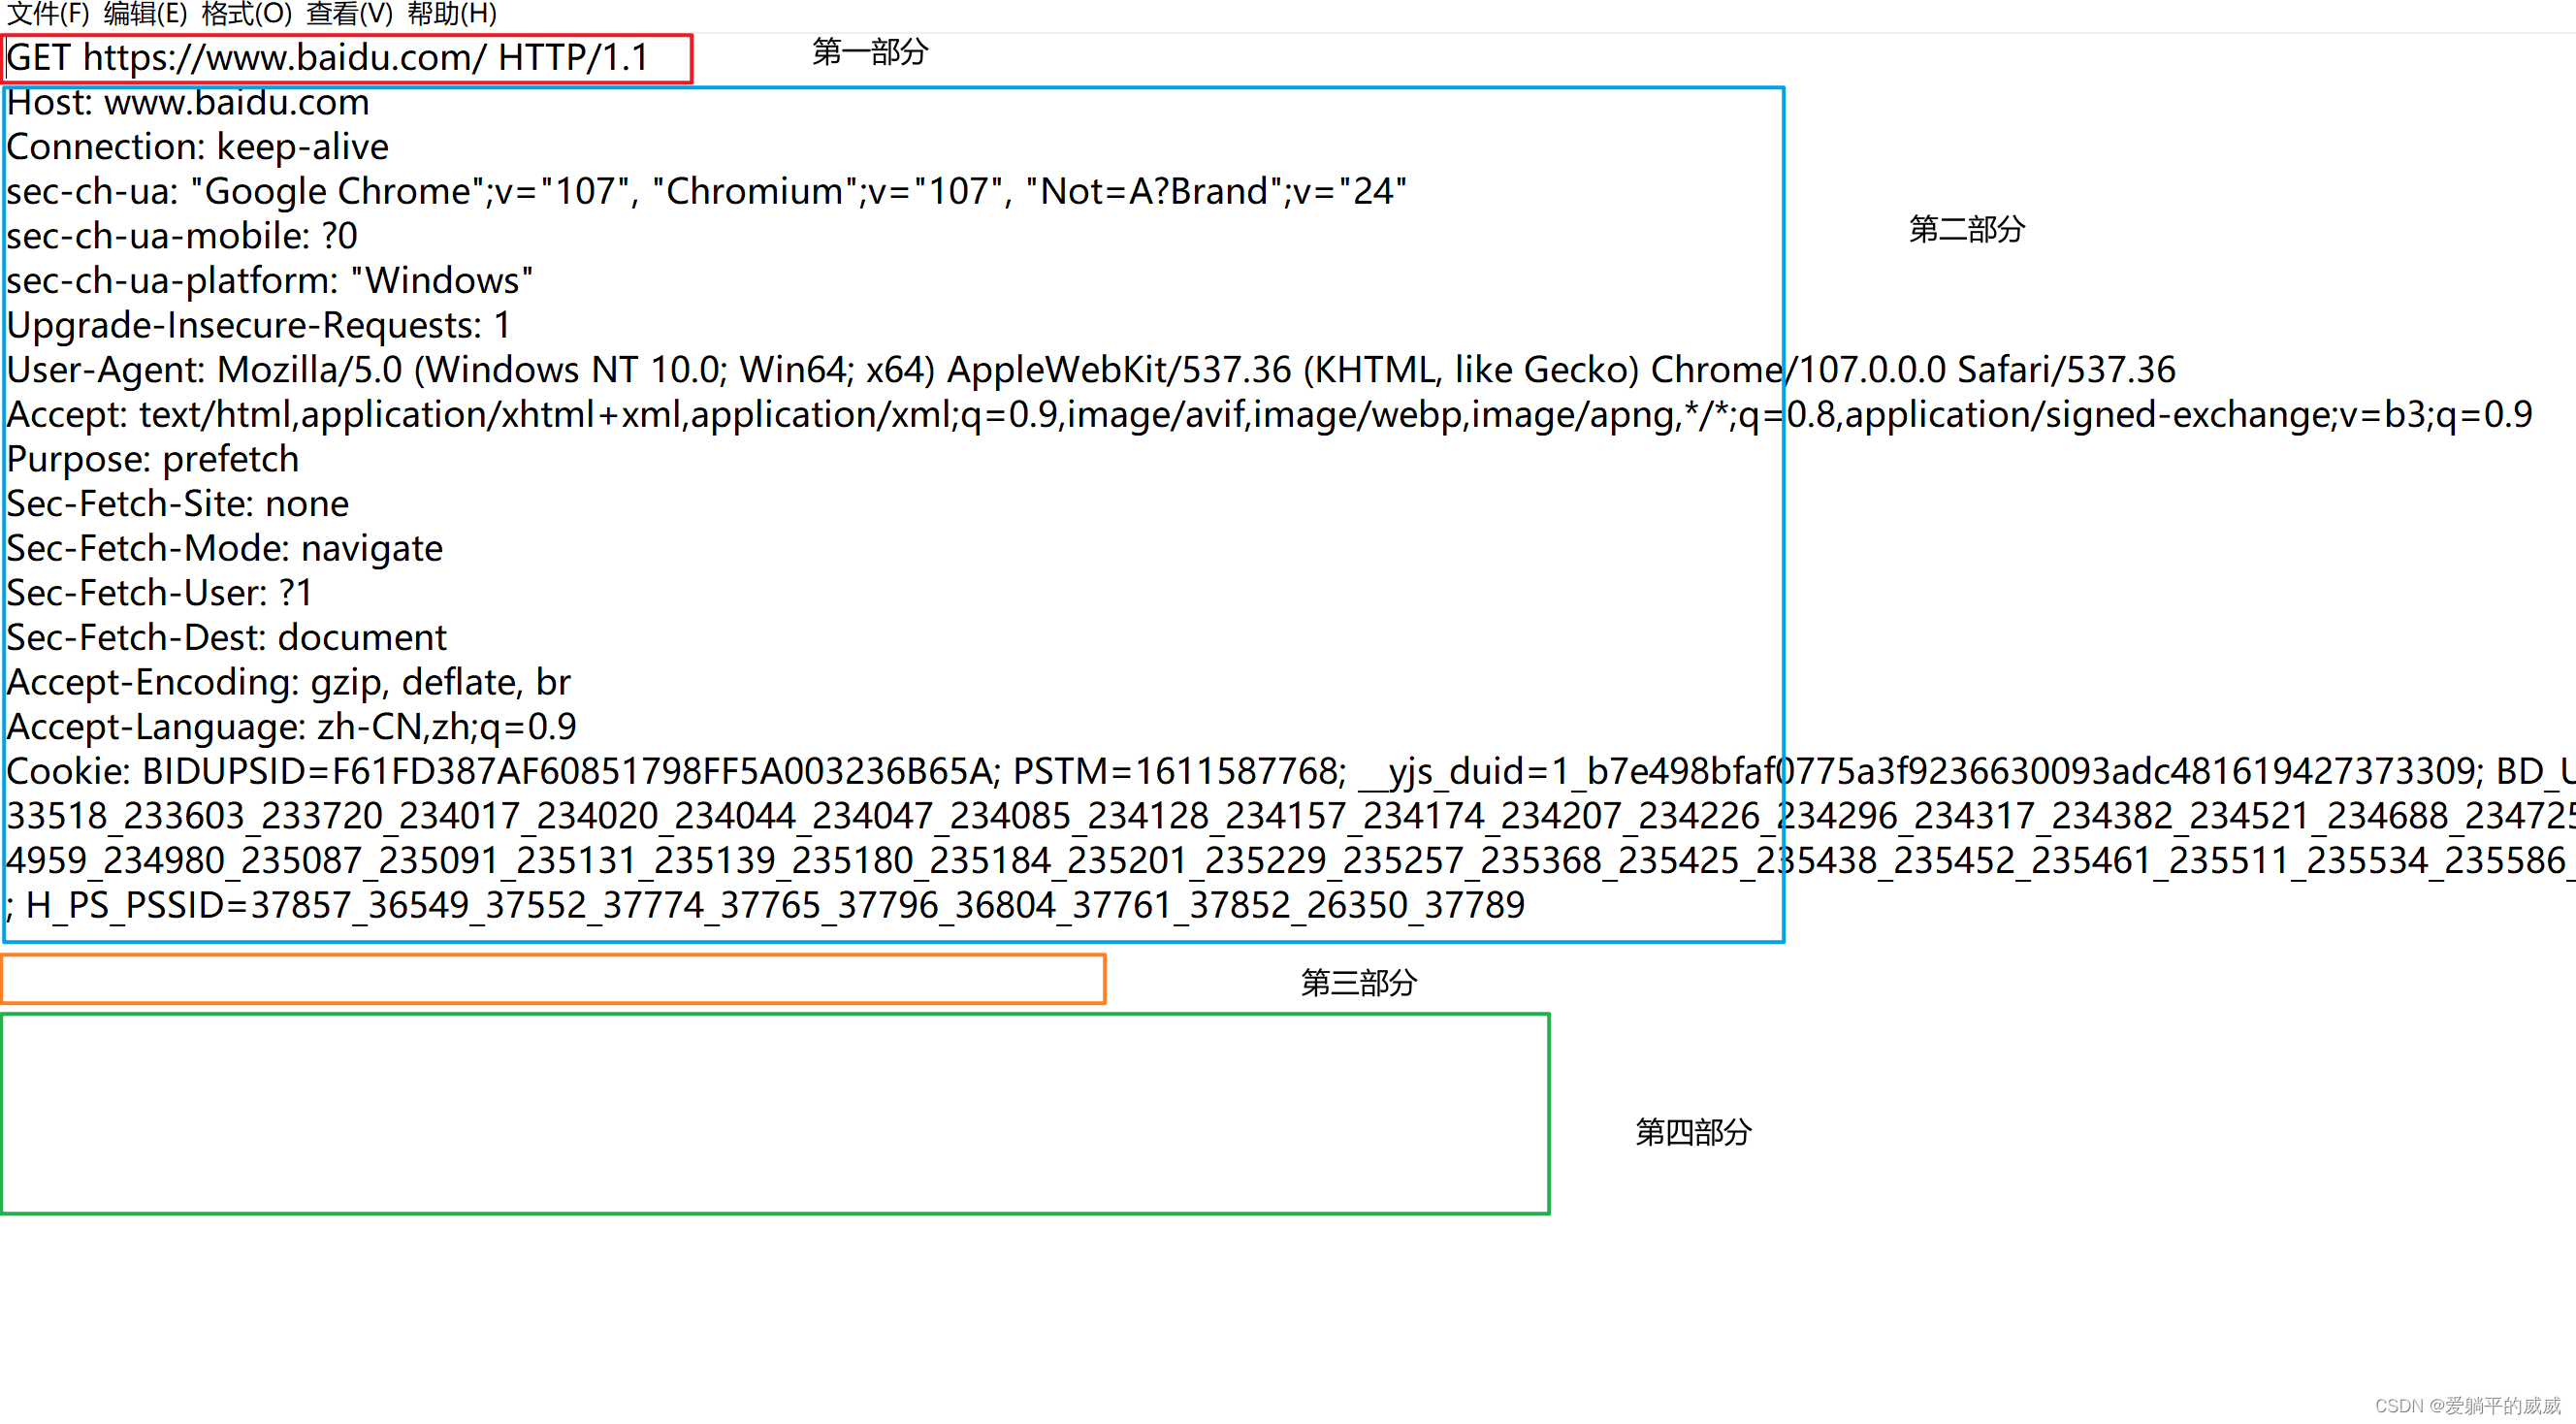 文件(F) 编辑(E) 格式(O) 查看(V) 帮助(H)
GET https://www.baidu.com/ HTTP/1.1
第一部分
Host: www.baidu.com
Connection: keep-alive
sec-ch-ua: "Google Chrome";v="107", "Chromium";v="107", "Not=A?Brand";v="24"
sec-ch-ua-mobile: ?0
第二部分
sec-ch-ua-platform: "Windows"
Upgrade-Insecure-Requests: 1
User-Agent: Mozilla/5.0 (Windows NT 10.0; Win64; x64) AppleWebKit/537.36 (KHTML, like Gecko) Chrome/107.0.0.0 Safari/537.36
Accept: text/html,application/xhtml+xml,application/xml;q=0.9,image/avif,image/webp,image/apng,*/*;q=0.8,application/signed-exchange;v=b3;q=0.9
Purpose: prefetch
Sec-Fetch-Site: none
Sec-Fetch-Mode: navigate
Sec-Fetch-User: ?1
Sec-Fetch-Dest: document
Accept-Encoding: gzip, deflate, br
Accept-Language: zh-CN,zh;q=0.9
Cookie: BIDUPSID=F61FD387AF60851798FF5A003236B65A; PSTM=1611587768; __yjs_duid=1_b7e498bfaf0775a3f9236630093adc481619427373309; BD_U
33518_233603_233720_234017_234020_234044_234047_234085_234128_234157_234174_234207_234226_234296_234317_234382_234521_234688_234725
4959_234980_235087_235091_235131_235139_235180_235184_235201_235229_235257_235368_235425_235438_235452_235461_235511_235534_235586_
; H_PS_PSSID=37857_36549_37552_37774_37765_37796_36804_37761_37852_26350_37789
第三部分
第四部分
CSDN @爱躺平的威威